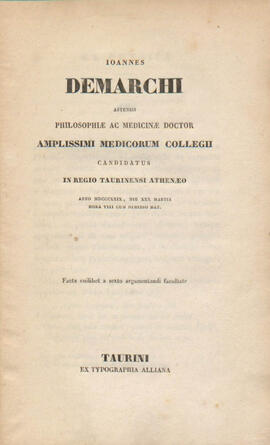 IOANNES
DEMARCHI
ASTENSIS
PHILOSOPHIÆ AC MEDICINÆ DOCTOR
AMPLISSIMI MEDICORUM COLLEGII
CANDIDATUS
IN REGIO TAURINENSI ATHENÆO
ANNO MDCCCXXIX, DIE XXX MARTII
HORA VIII CUM DIMIDIO MAT.
Facta cuilibet a sexto argumentandi facultate
TAURINI
EX TYPOGRAPHIA ALLIANA